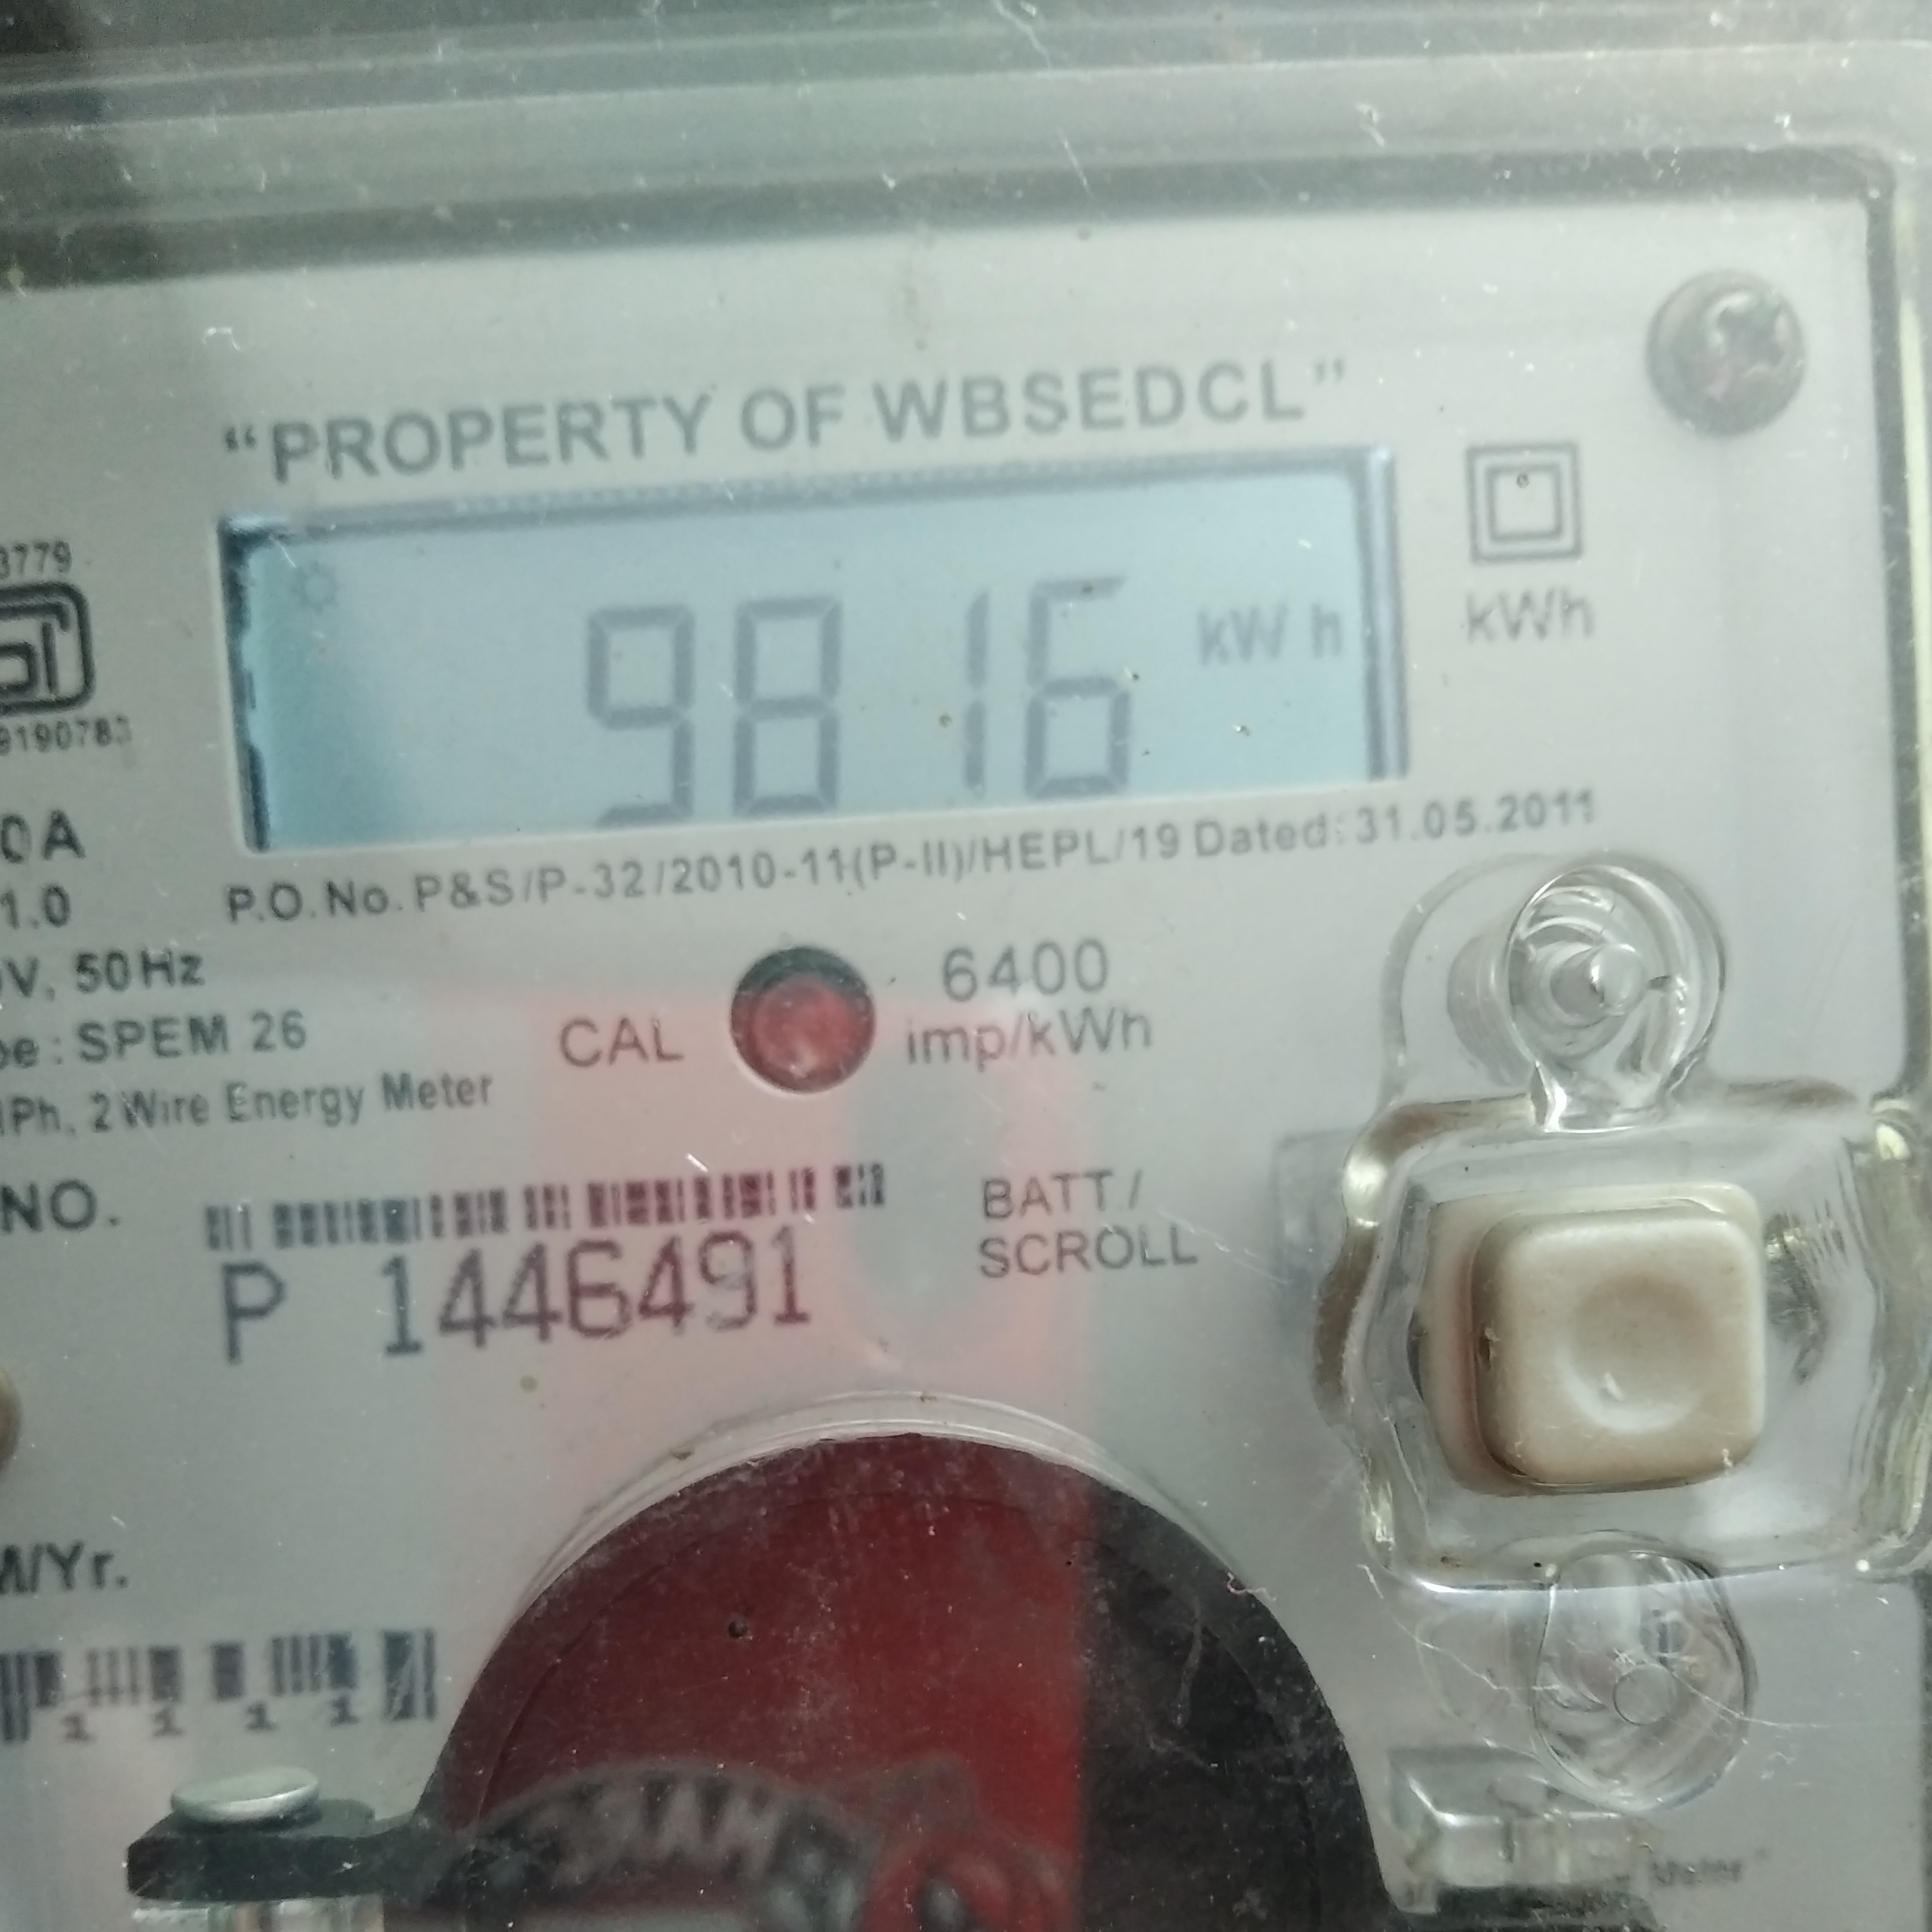 “PROPERTY OF WBSEDCL”
3779
9816 kW h
kWh
9190783
0A
P.O. No. P&S/P-32/2010-11(P-II)/HEPL/19 Dated: 31.05.2011
1.0
V, 50Hz
6400
CAL
imp/kWh
: SPEM 26
Ph, 2 Wire Energy Meter
NO.
BATT /
SCROLL
P 1446491
/Yr.
1 1 1 1